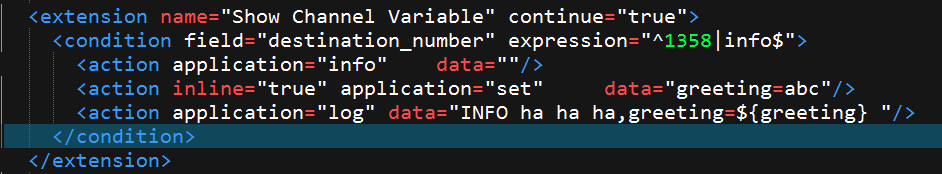 <extension name="Show Channel Variable" continue="true">
<condition field="destination_number" expression="^1358|info$">
<action application="info" data=""/>
<action inline="true" application="set" data="greeting=abc"/>
<action application="log" data="INFO ha ha ha,greeting=${greeting} "/>
</condition>
</extension>